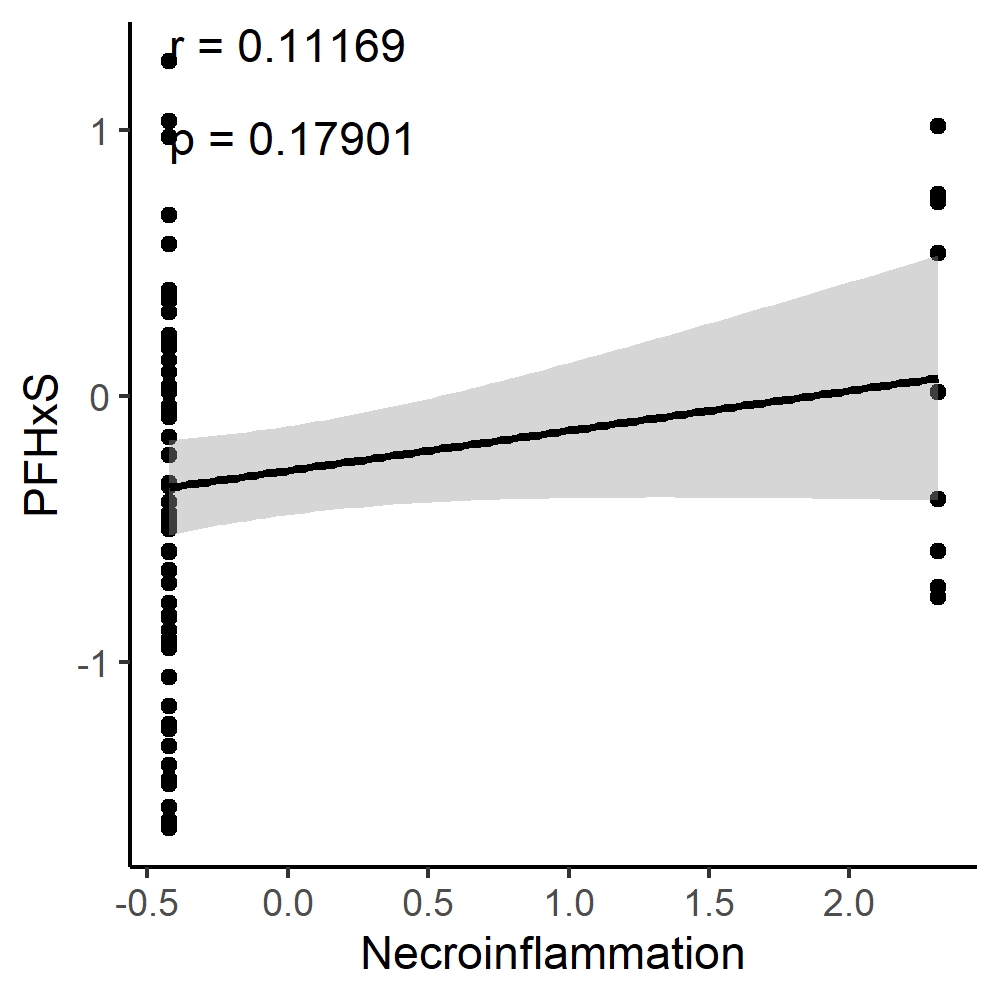 r = 0.11169
p = 0.17901
1
0
-1
PFHxS
-0.5 0.0 0.5 1.0 1.5 2.0
Necroinflammation